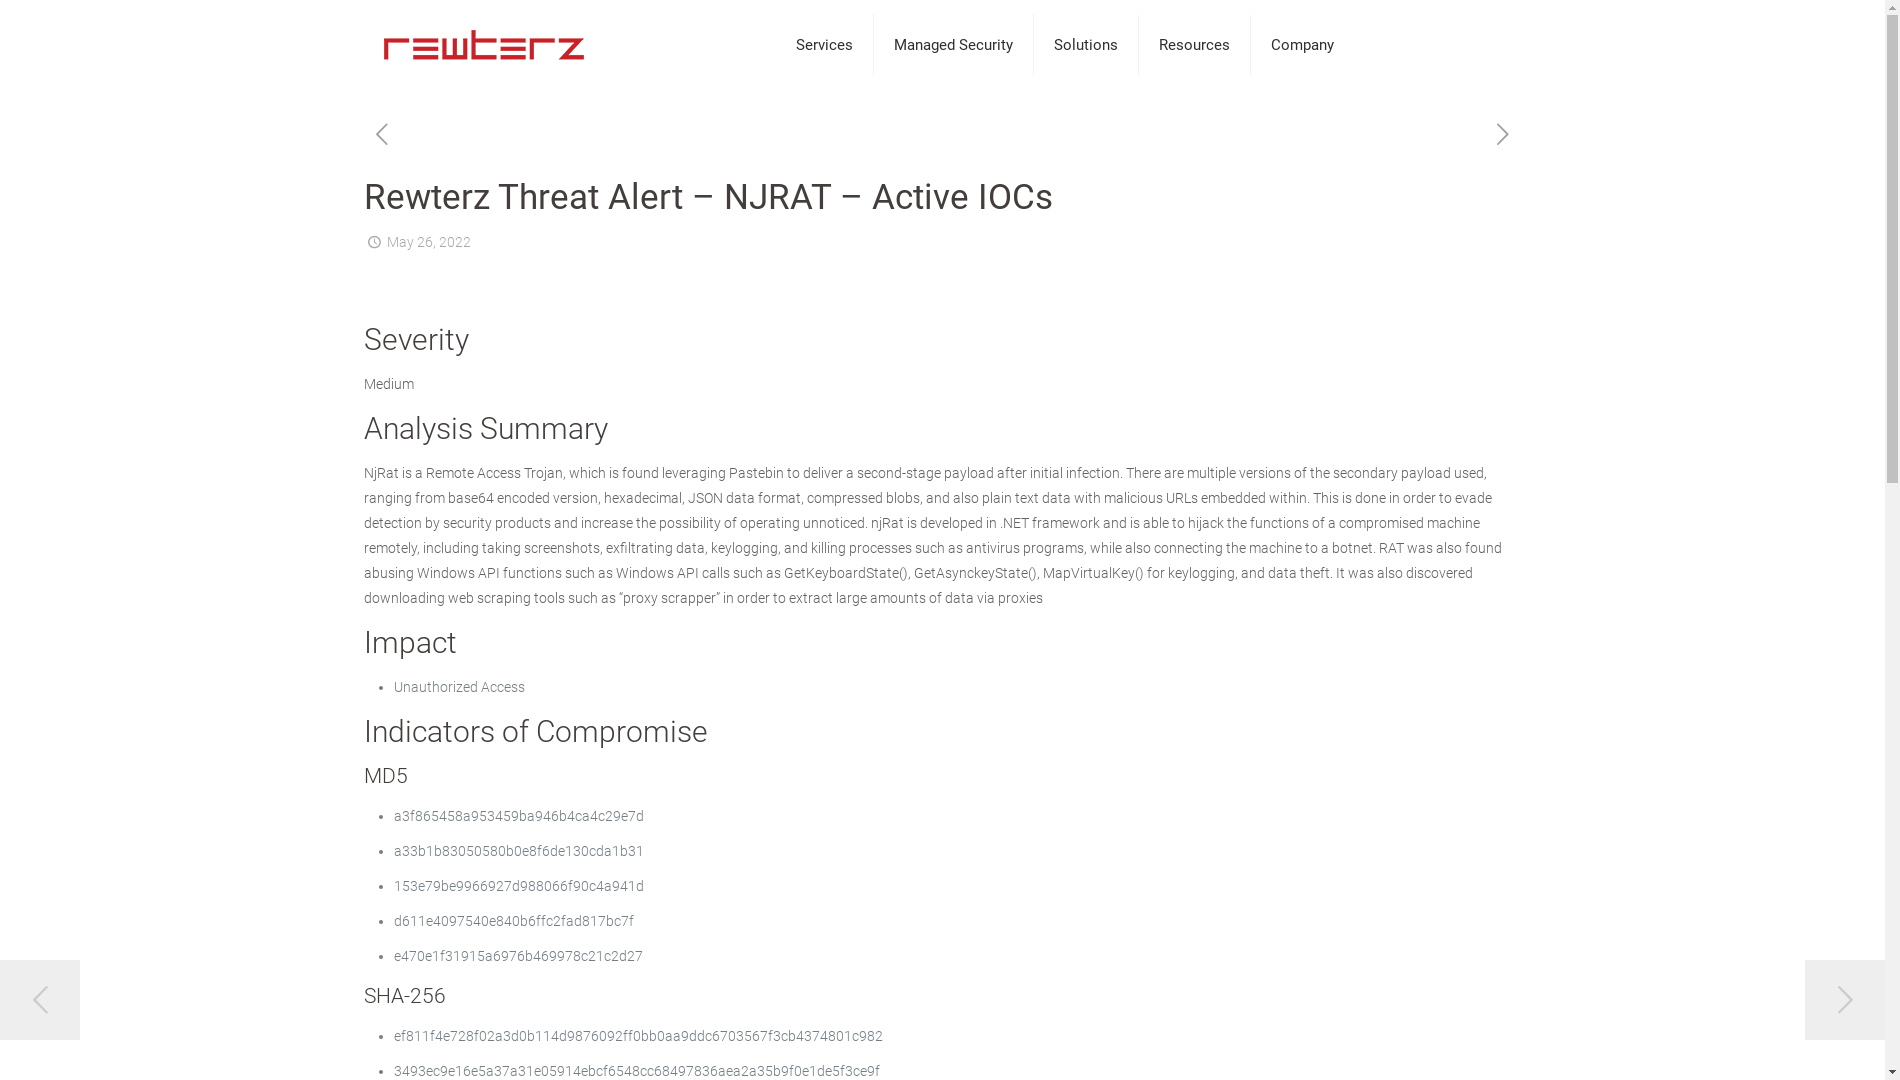 rewterz
Services
Managed Security
Solutions
Resources
Company
Rewterz Threat Alert – NJRAT – Active IOCs
May 26, 2022
Severity
Medium
Analysis Summary
NjRat is a Remote Access Trojan, which is found leveraging Pastebin to deliver a second-stage payload after initial infection. There are multiple versions of the secondary payload used,
ranging from base64 encoded version, hexadecimal, JSON data format, compressed blobs, and also plain text data with malicious URLs embedded within. This is done in order to evade
detection by security products and increase the possibility of operating unnoticed. njRat is developed in .NET framework and is able to hijack the functions of a compromised machine
remotely, including taking screenshots, exfiltrating data, keylogging, and killing processes such as antivirus programs, while also connecting the machine to a botnet. RAT was also found
abusing Windows API functions such as Windows API calls such as GetKeyboardState(), GetAsynckeyState(), MapVirtualKey() for keylogging, and data theft. It was also discovered
downloading web scraping tools such as “proxy scrapper” in order to extract large amounts of data via proxies
Impact
• Unauthorized Access
Indicators of Compromise
MD5
• a3f865458a953459ba946b4ca4c29e7d
• a33b1b83050580b0e8f6de130cda1b31
• 153e79be9966927d988066f90c4a941d
• d611e4097540e840b6ffc2fad817bc7f
• e470e1f31915a6976b469978c21c2d27
SHA-256
• ef811f4e728f02a3d0b114d9876092ff0bb0aa9ddc6703567f3cb4374801c982
• 3493ec9e16e5a37a31e05914ebcf6548cc68497836aea2a35b9f0e1de5f3ce9f